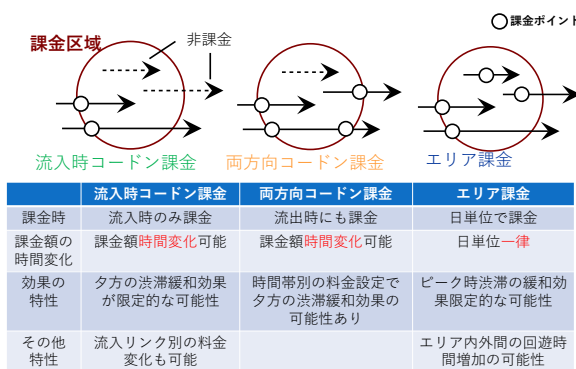 課金ポイント
課金区域
非課金
流入時コードン課金
両方向コードン課金
エリア課金
流入時コードン課金 両方向コードン課金 エリア課金
課金時 流入時のみ課金 流出時にも課金 日単位で課金
課金額の
時間変化
課金額時間変化可能 課金額時間変化可能 日単位一律
効果の
特性
夕方の渋滞緩和効果
が限定的な可能性
時間帯別の料金設定で
夕方の渋滞緩和効果の
可能性あり
ピーク時渋滞の緩和効
果限定的な可能性
その他
特性
流入リンク別の料金
変化も可能
エリア内外間の回遊時
間増加の可能性